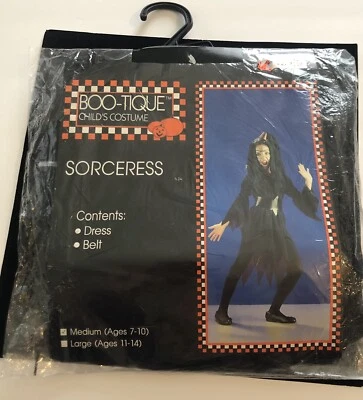 BOO-TIQUE
CHILD'S COSTUME
SORCERESS
Contents:
• Dress
• Belt
☑ Medium (Ages 7-10)
☐ Large (Ages 11-14)